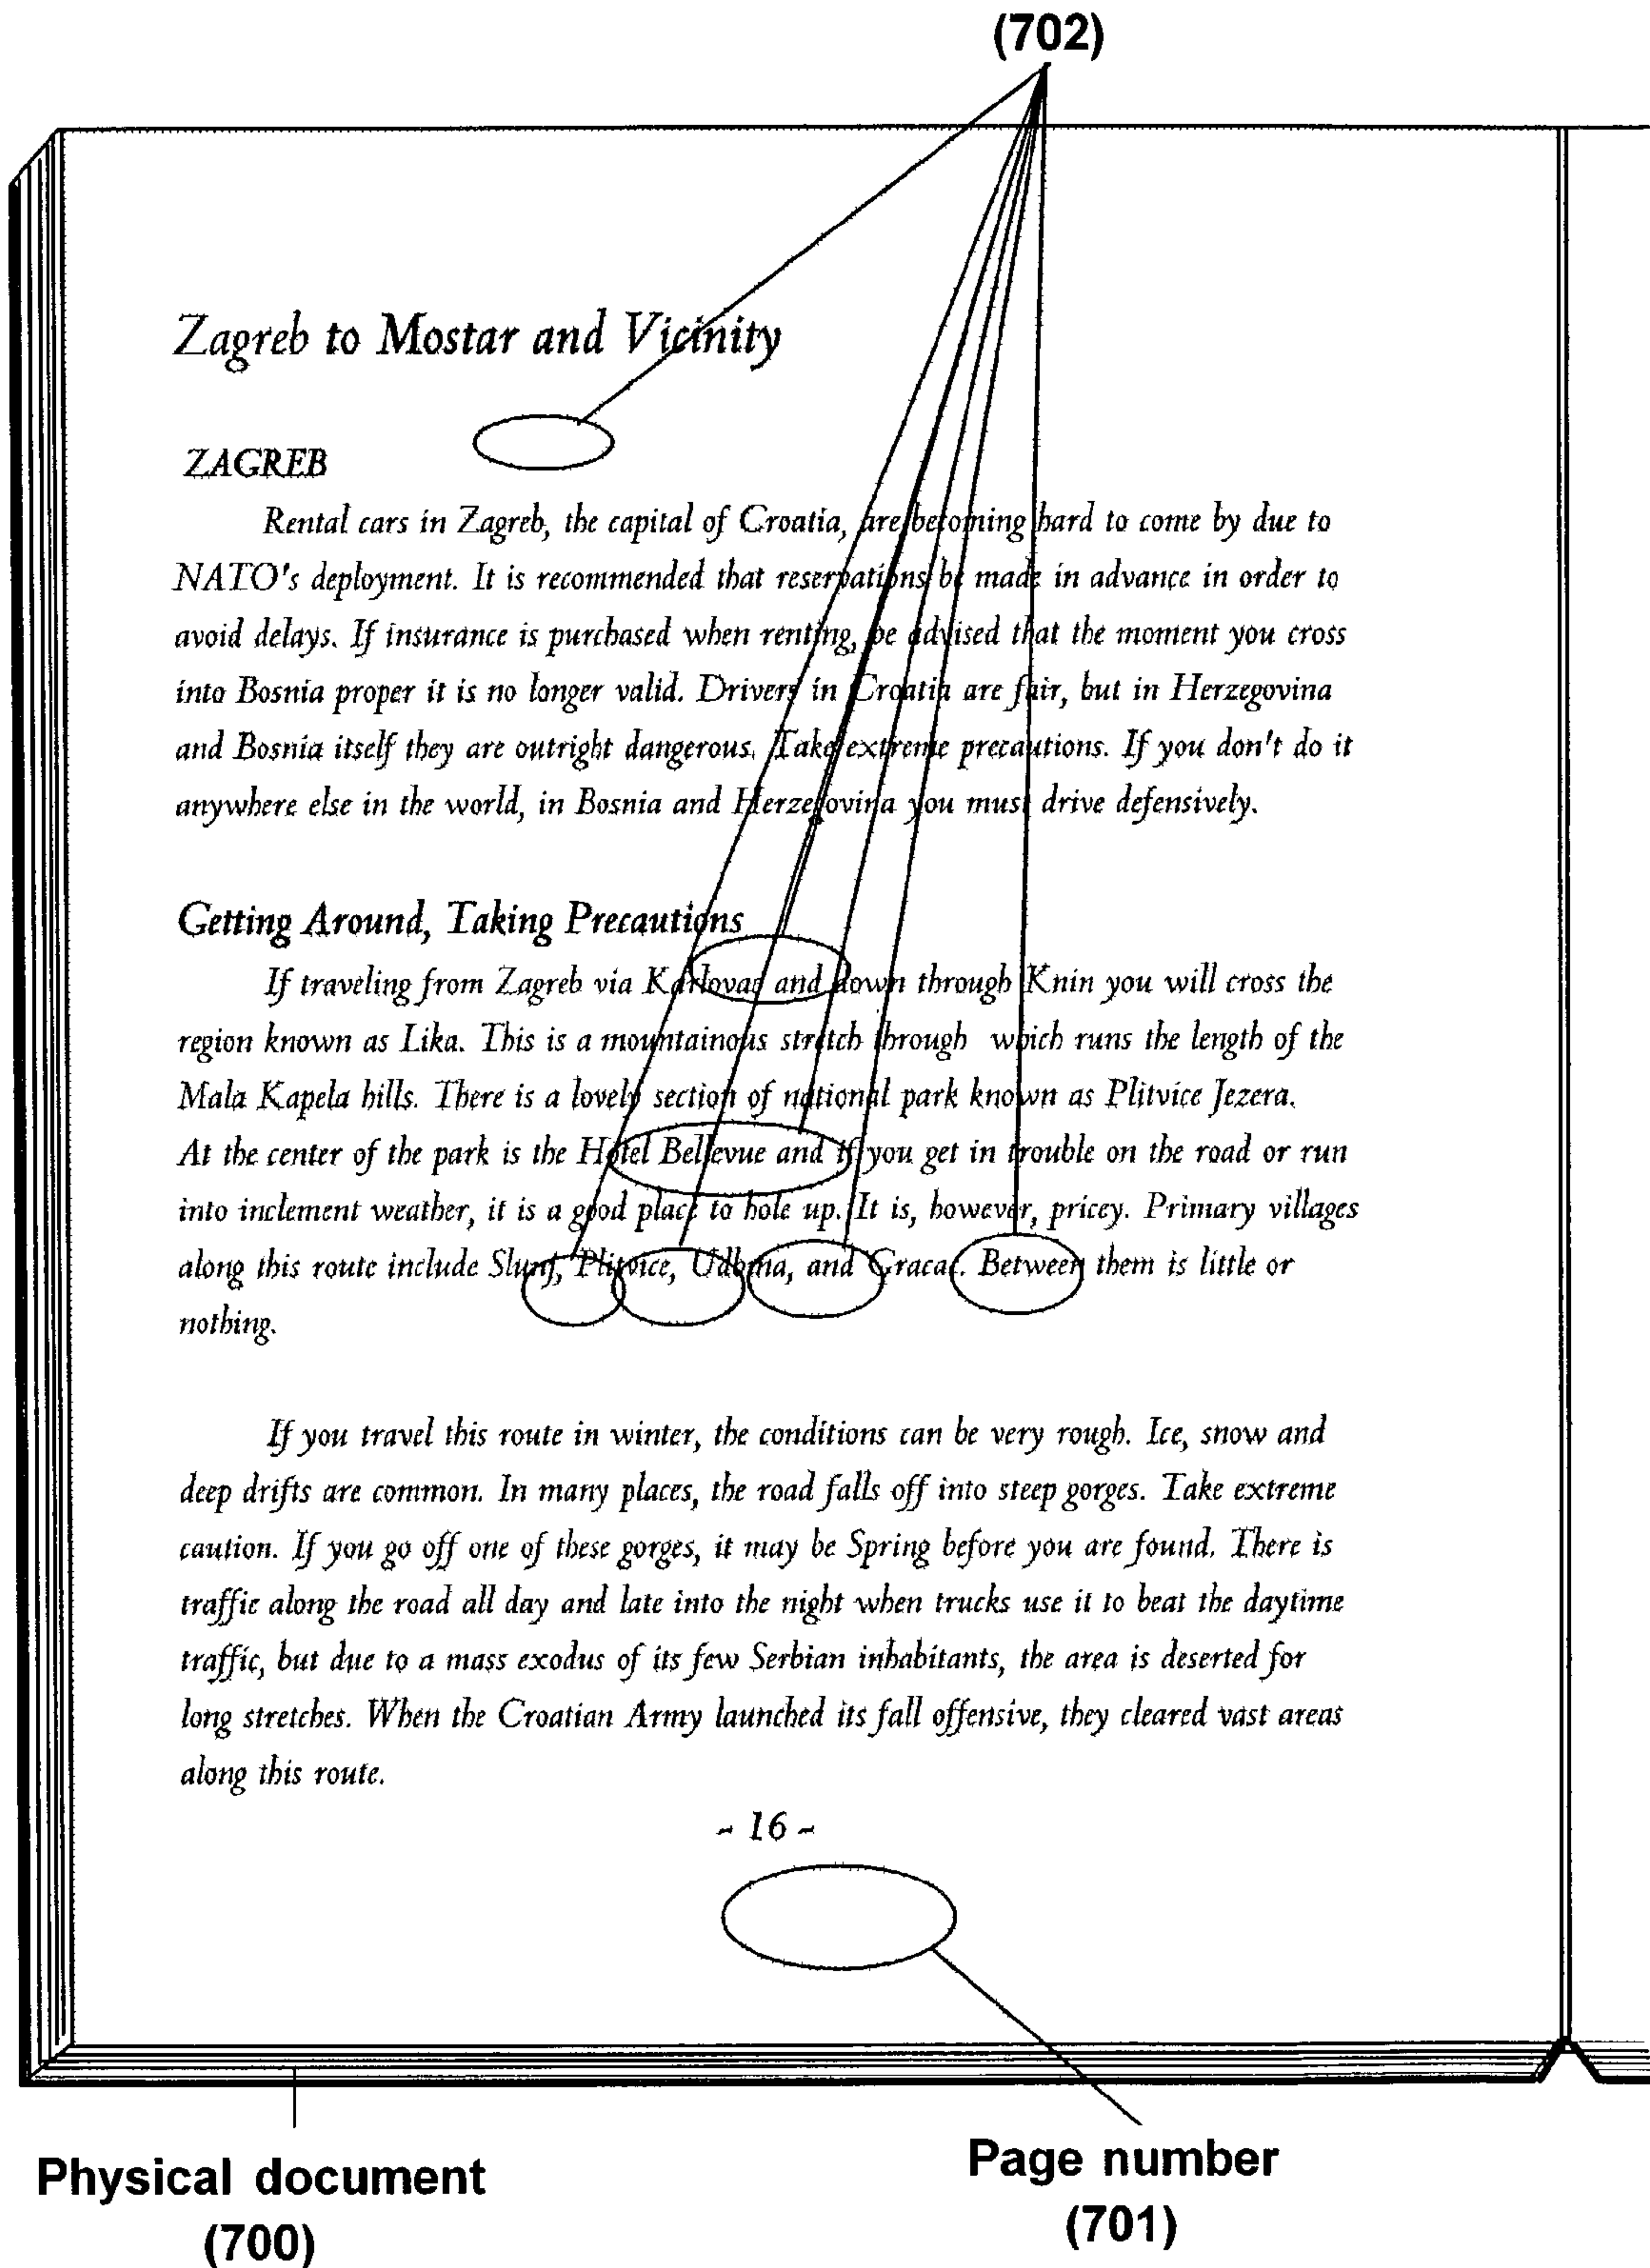 (702)
Zagreb to Mostar and Vicinity
ZAGREB
Rental cars in Zagreb, the capital of Croatia, are becoming hard to come by due to
NATO's deployment. It is recommended that reservations be made in advance in order to
avoid delays. If insurance is purchased when renting, be advised that the moment you cross
into Bosnia proper it is no longer valid. Drivers in Croatia are fair, but in Herzegovina
and Bosnia itself they are outright dangerous. Take extreme precautions. If you don't do it
anywhere else in the world, in Bosnia and Herzegovina you must drive defensively.
Getting Around, Taking Precautions
If traveling from Zagreb via Karlovac and down through Knin you will cross the
region known as Lika. This is a mountainous stretch through which runs the length of the
Mala Kapela hills. There is a lovely section of national park known as Plitvice Jezera.
At the center of the park is the Hotel Bellevue and if you get in trouble on the road or run
into inclement weather, it is a good place to hole up. It is, however, pricey. Primary villages
along this route include Slunj, Plitvice, Udbina, and Gracac. Between them is little or
nothing.
If you travel this route in winter, the conditions can be very rough. Ice, snow and
deep drifts are common. In many places, the road falls off into steep gorges. Take extreme
caution. If you go off one of these gorges, it may be Spring before you are found. There is
traffic along the road all day and late into the night when trucks use it to beat the daytime
traffic, but due to a mass exodus of its few Serbian inhabitants, the area is deserted for
long stretches. When the Croatian Army launched its fall offensive, they cleared vast areas
along this route.
~ 16 ~
Physical document
(700)
Page number
(701)